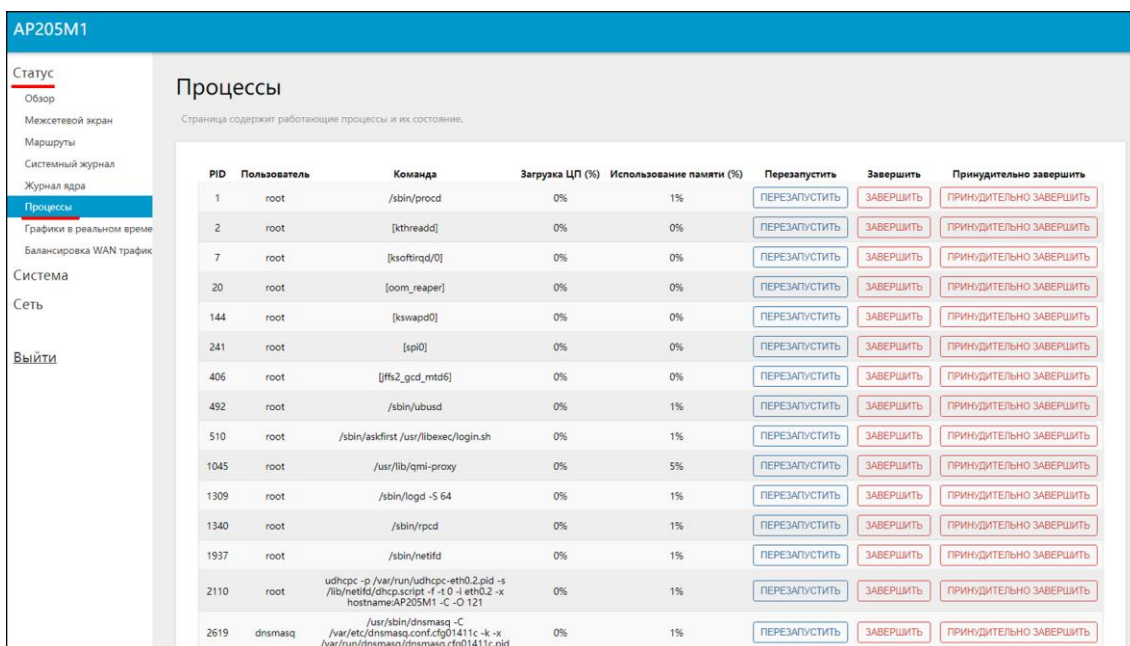 AP205M1
Статус
Обзор
Межсетевой экран
Маршруты
Системный журнал
Журнал ядра
Процессы
Графики в реальном време
Балансировка WAN трафик
Система
Сеть
Выйти
Процессы
Страница содержит работающие процессы и их состояние.
PID Пользователь Команда Загрузка ЦП (%) Использование памяти (%) Перезапустить Завершить Принудительно завершить
1 root /sbin/procd 0% 1% ПЕРЕЗАПУСТИТЬ ЗАВЕРШИТЬ ПРИНУДИТЕЛЬНО ЗАВЕРШИТЬ
2 root [kthreadd] 0% 0% ПЕРЕЗАПУСТИТЬ ЗАВЕРШИТЬ ПРИНУДИТЕЛЬНО ЗАВЕРШИТЬ
7 root [ksoftirqd/0] 0% 0% ПЕРЕЗАПУСТИТЬ ЗАВЕРШИТЬ ПРИНУДИТЕЛЬНО ЗАВЕРШИТЬ
20 root [oom_reaper] 0% 0% ПЕРЕЗАПУСТИТЬ ЗАВЕРШИТЬ ПРИНУДИТЕЛЬНО ЗАВЕРШИТЬ
144 root [kswapd0] 0% 0% ПЕРЕЗАПУСТИТЬ ЗАВЕРШИТЬ ПРИНУДИТЕЛЬНО ЗАВЕРШИТЬ
241 root [spi0] 0% 0% ПЕРЕЗАПУСТИТЬ ЗАВЕРШИТЬ ПРИНУДИТЕЛЬНО ЗАВЕРШИТЬ
406 root [jffs2_gcd_mtd6] 0% 0% ПЕРЕЗАПУСТИТЬ ЗАВЕРШИТЬ ПРИНУДИТЕЛЬНО ЗАВЕРШИТЬ
492 root /sbin/ubusd 0% 1% ПЕРЕЗАПУСТИТЬ ЗАВЕРШИТЬ ПРИНУДИТЕЛЬНО ЗАВЕРШИТЬ
510 root /sbin/askfirst /usr/libexec/login.sh 0% 1% ПЕРЕЗАПУСТИТЬ ЗАВЕРШИТЬ ПРИНУДИТЕЛЬНО ЗАВЕРШИТЬ
1045 root /usr/lib/qmi-proxy 0% 5% ПЕРЕЗАПУСТИТЬ ЗАВЕРШИТЬ ПРИНУДИТЕЛЬНО ЗАВЕРШИТЬ
1309 root /sbin/logd -S 64 0% 1% ПЕРЕЗАПУСТИТЬ ЗАВЕРШИТЬ ПРИНУДИТЕЛЬНО ЗАВЕРШИТЬ
1340 root /sbin/rpcd 0% 1% ПЕРЕЗАПУСТИТЬ ЗАВЕРШИТЬ ПРИНУДИТЕЛЬНО ЗАВЕРШИТЬ
1937 root /sbin/netifd 0% 1% ПЕРЕЗАПУСТИТЬ ЗАВЕРШИТЬ ПРИНУДИТЕЛЬНО ЗАВЕРШИТЬ
udhcpc -p /var/run/udhcpc-eth0.2.pid -s
2110 root /lib/netifd/dhcp.script -f -t 0 -i eth0.2 -x 0% 1% ПЕРЕЗАПУСТИТЬ ЗАВЕРШИТЬ ПРИНУДИТЕЛЬНО ЗАВЕРШИТЬ
hostname:AP205M1 -C -O 121
/usr/sbin/dnsmasq -C
2619 dnsmasq /var/etc/dnsmasq.conf.cfg01411c -k -x 0% 1% ПЕРЕЗАПУСТИТЬ ЗАВЕРШИТЬ ПРИНУДИТЕЛЬНО ЗАВЕРШИТЬ
/var/run/dnsmasq/dnsmasq.cfg01411c.pid